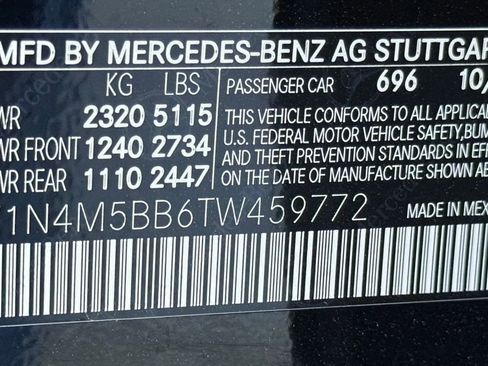 MFD BY MERCEDES-BENZ AG STUTTGAR
KG LBS
PASSENGER CAR 696 10/
WR 2320 5115
WR FRONT 1240 2734
WR REAR 1110 2447
THIS VEHICLE CONFORMS TO ALL APPLICAB
U.S. FEDERAL MOTOR VEHICLE SAFETY, BUM
AND THEFT PREVENTION STANDARDS IN EFFE
ON THE DATE OF MANUFACTURE SHOWN ABO
1N4M5BB6TW459772
MADE IN MEX